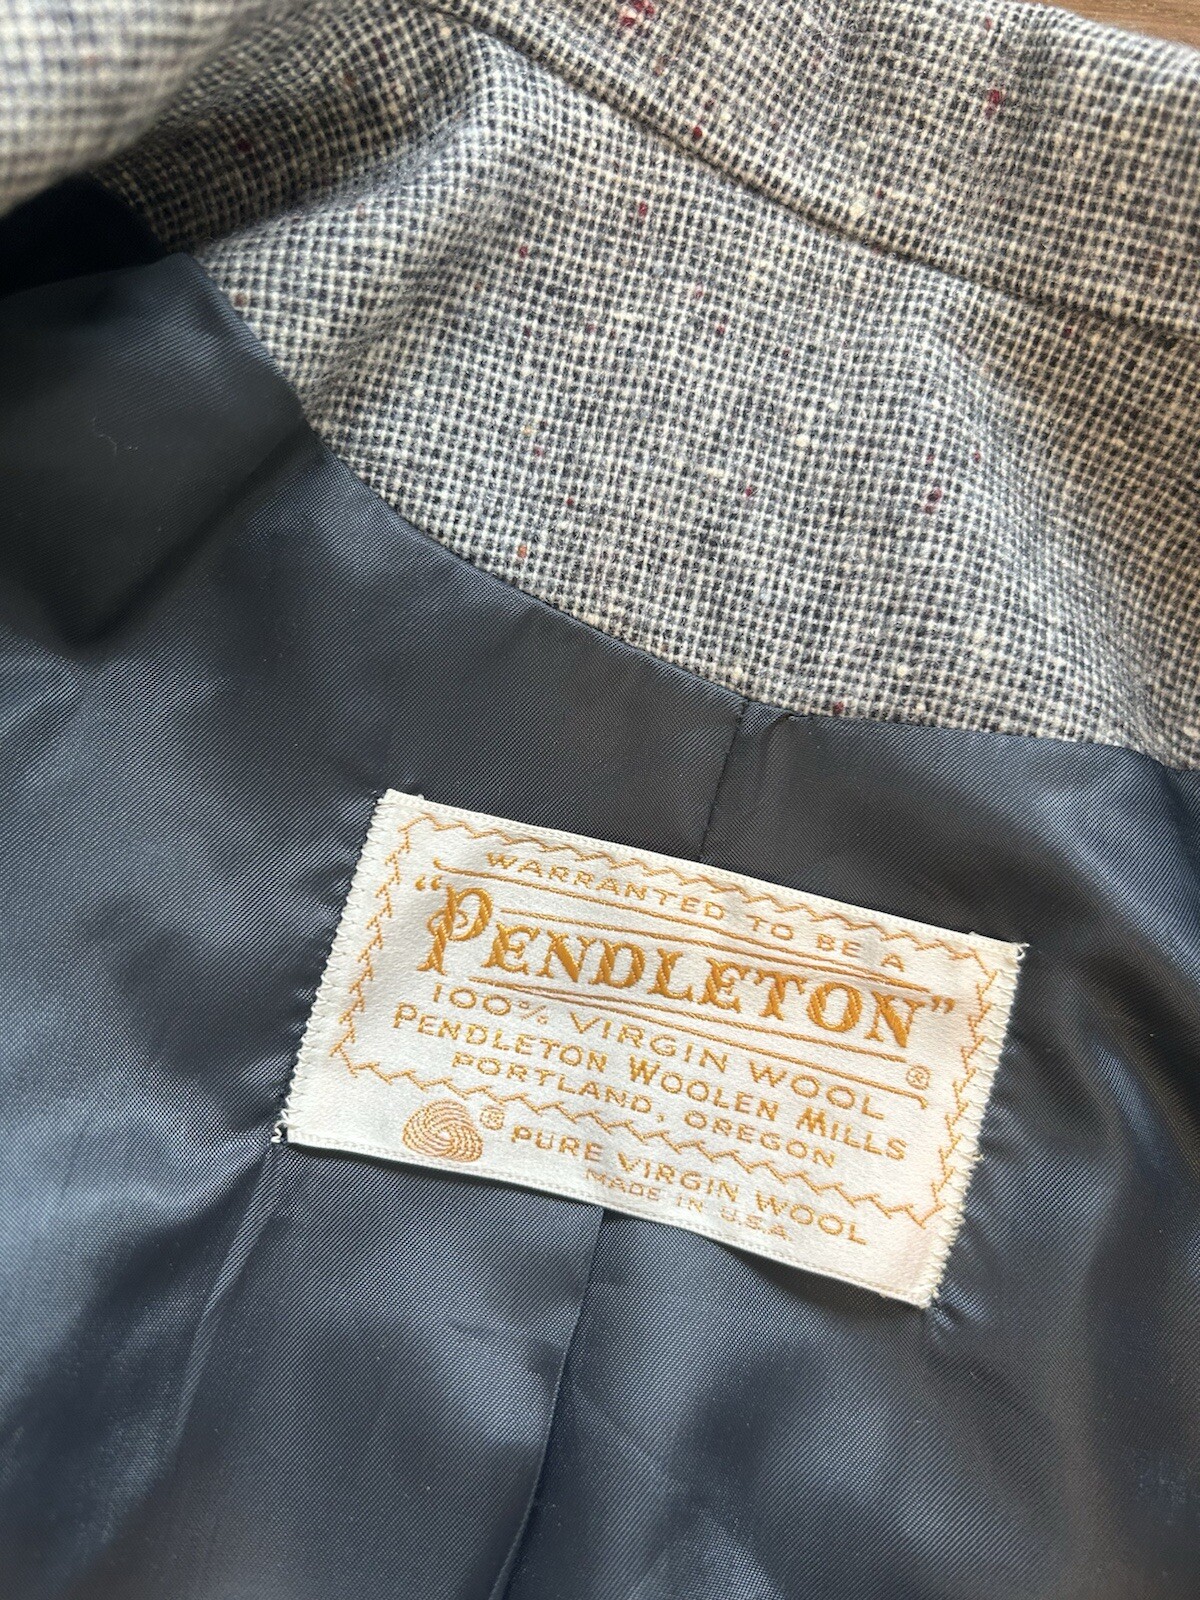 WARRANTED TO BE A
"PENDLETON"®
100% VIRGIN WOOL
PENDLETON WOOLEN MILLS
PORTLAND, OREGON
® PURE VIRGIN WOOL
MADE IN U.S.A